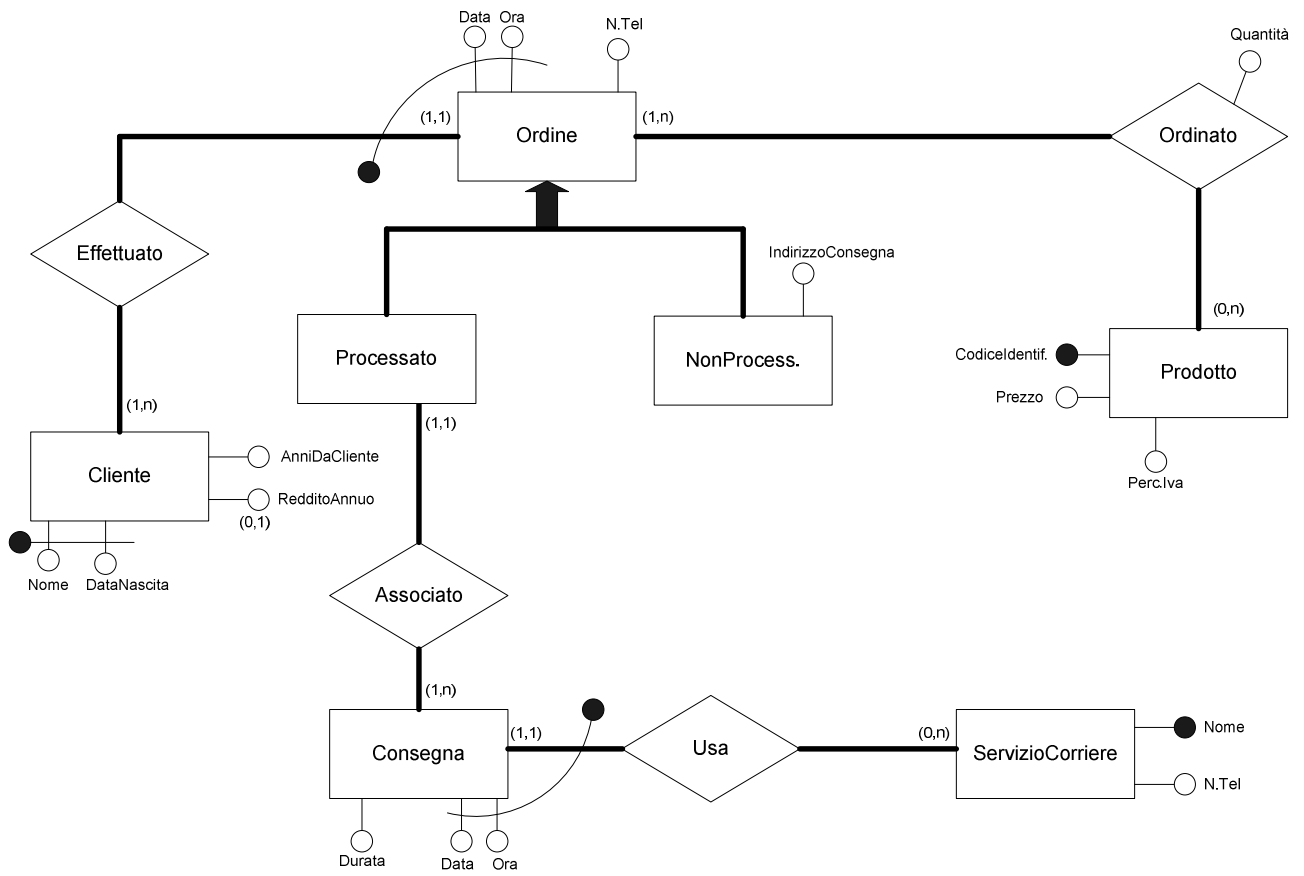 Data
Ora
N.Tel
Quantità
(1,1)
Ordine
(1,n)
Ordinato
Effettuato
IndirizzoConsegna
(0,n)
Processato
NonProcess.
CodiceIdentif.
Prodotto
Prezzo
(1,n)
(1,1)
Perc.Iva
Cliente
AnniDaCliente
RedditoAnnuo
(0,1)
Nome
DataNascita
Associato
(1,n)
Consegna
(1,1)
Usa
(0,n)
ServizioCorriere
Nome
N.Tel
Durata
Data
Ora